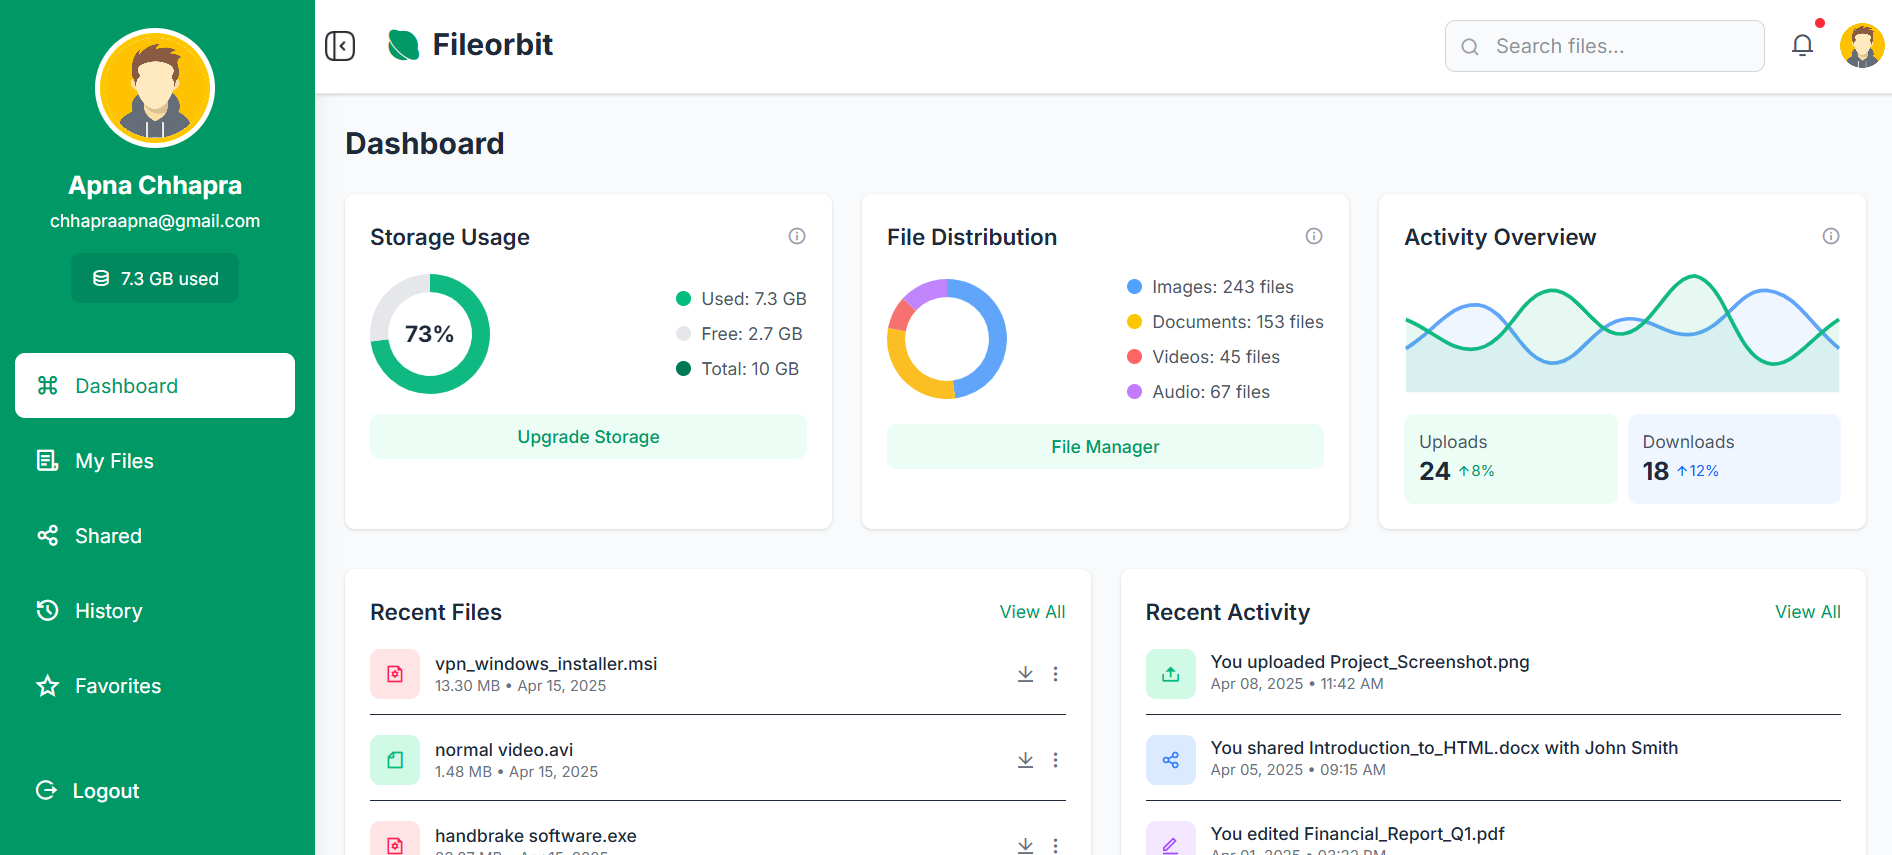 Apna Chhapra
chhapraapna@gmail.com
7.3 GB used
Dashboard
My Files
Shared
History
Favorites
Logout
Fileorbit
Search files...
Dashboard
Storage Usage
73%
Used: 7.3 GB
Free: 2.7 GB
Total: 10 GB
Upgrade Storage
File Distribution
Images: 243 files
Documents: 153 files
Videos: 45 files
Audio: 67 files
File Manager
Activity Overview
Uploads
24 ↑8%
Downloads
18 ↑12%
Recent Files
View All
vpn_windows_installer.msi
13.30 MB • Apr 15, 2025
normal video.avi
1.48 MB • Apr 15, 2025
handbrake software.exe
Recent Activity
View All
You uploaded Project_Screenshot.png
Apr 08, 2025 • 11:42 AM
You shared Introduction_to_HTML.docx with John Smith
Apr 05, 2025 • 09:15 AM
You edited Financial_Report_Q1.pdf